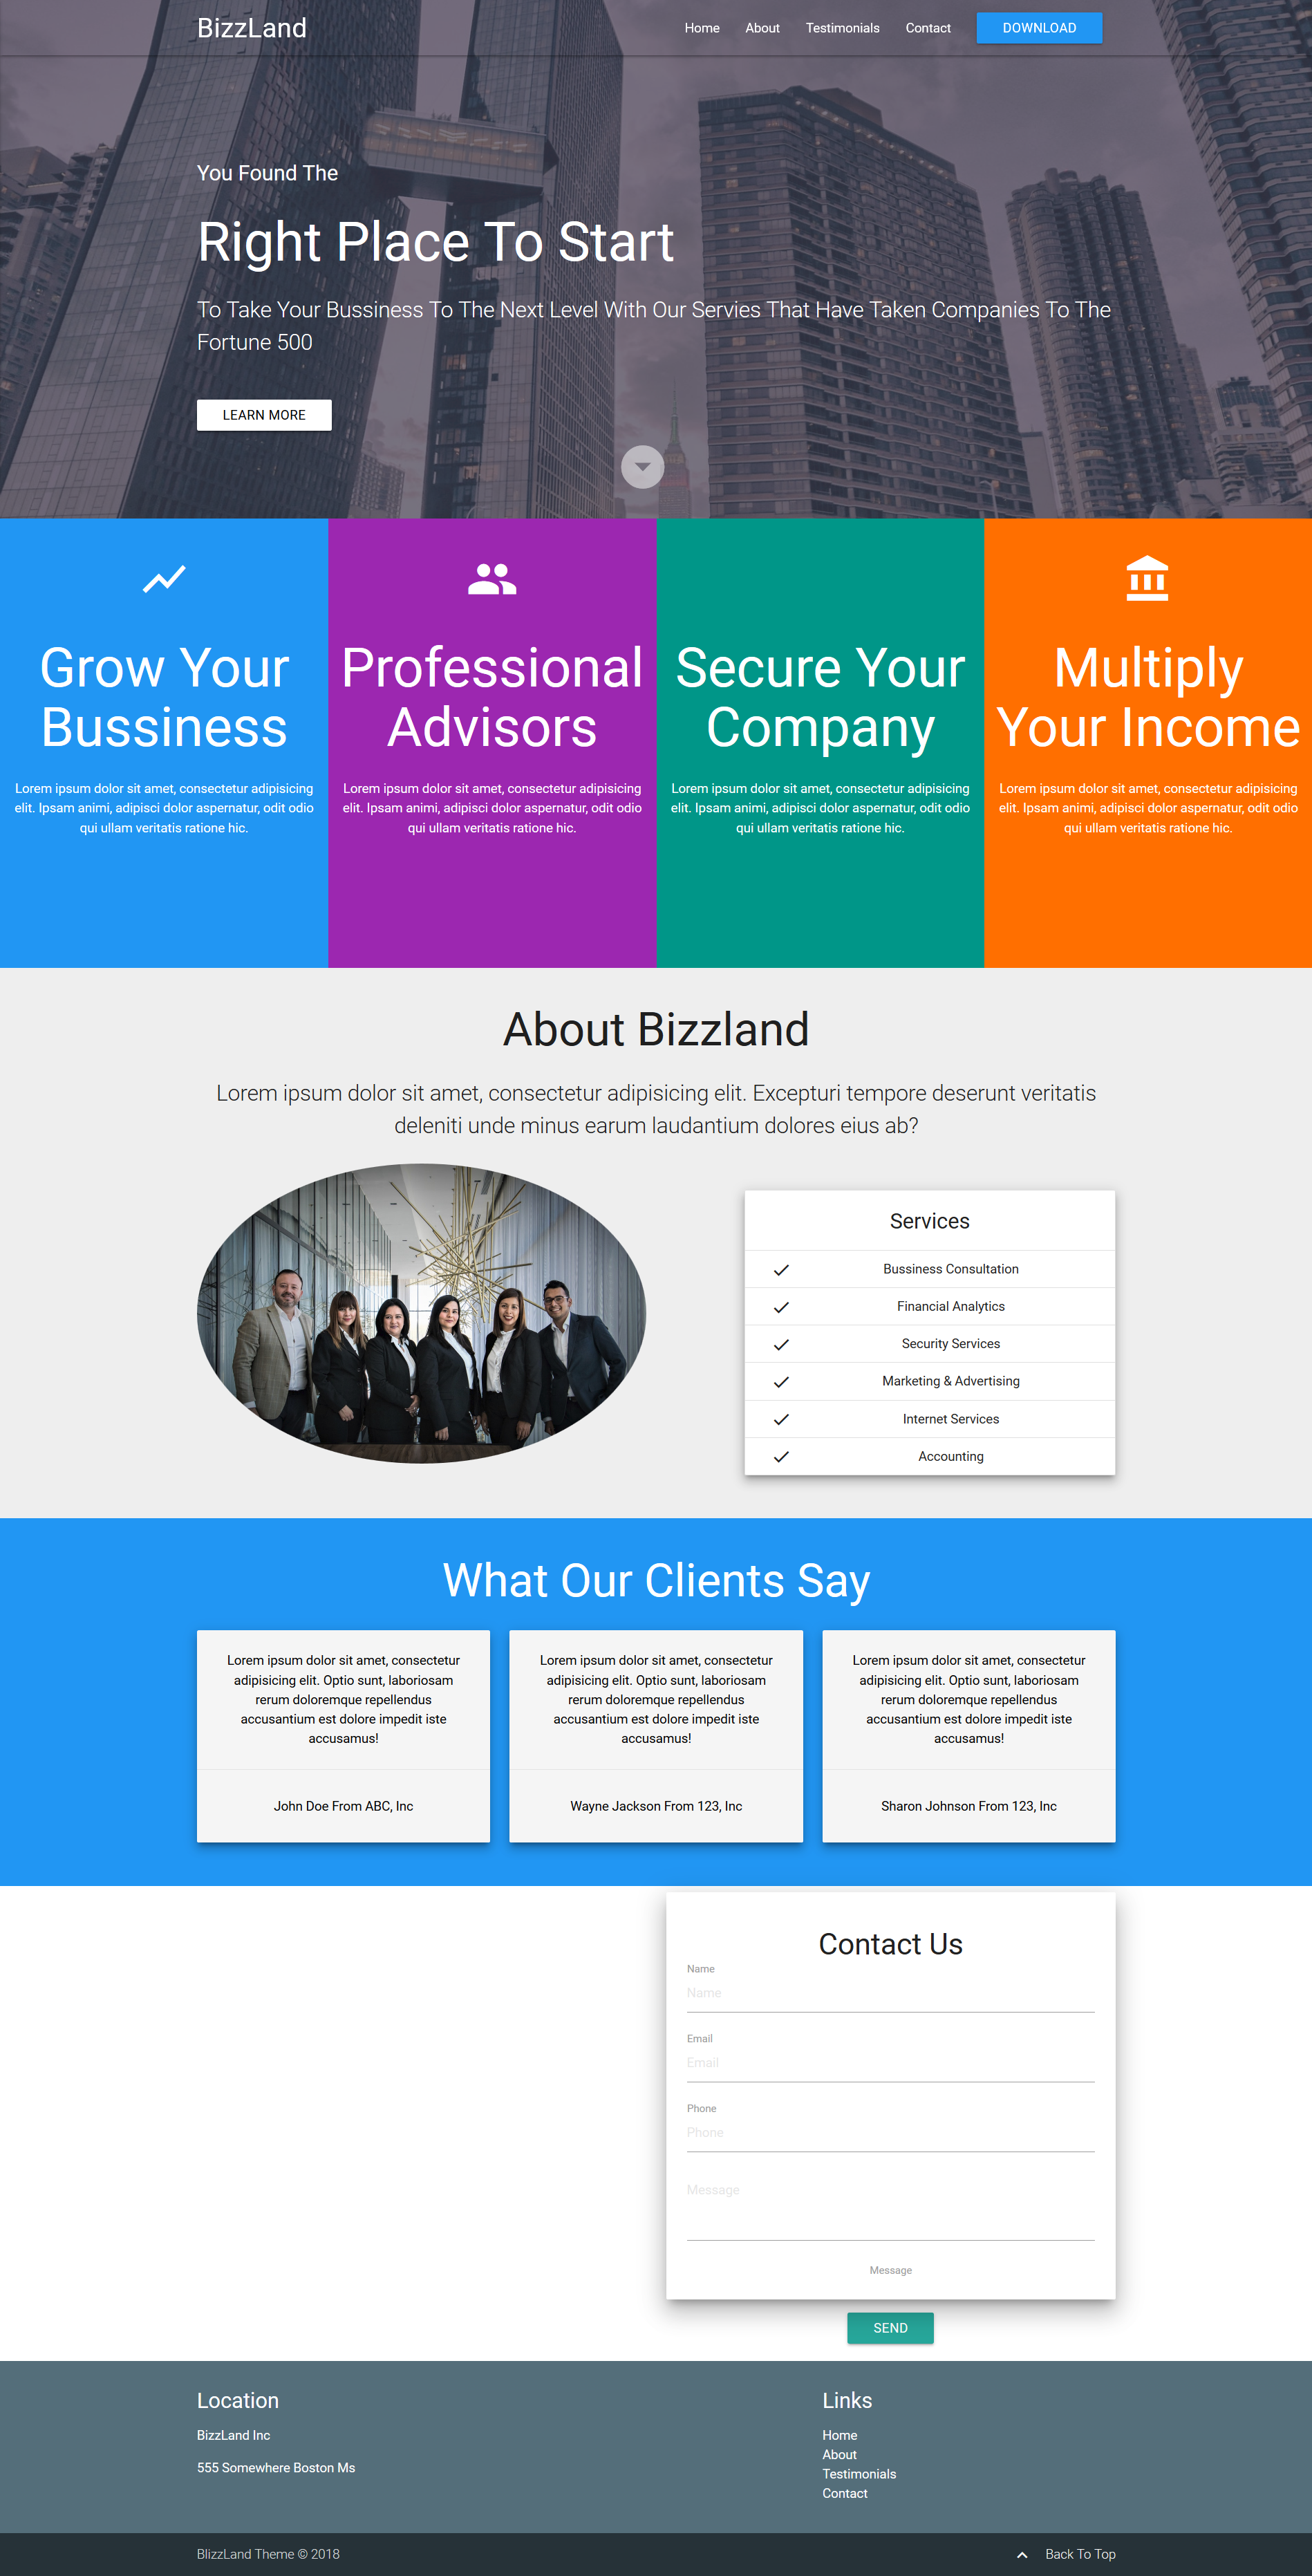 BizzLand
Home
About
Testimonials
Contact
DOWNLOAD
You Found The
Right Place To Start
To Take Your Bussiness To The Next Level With Our Servies That Have Taken Companies To The
Fortune 500
LEARN MORE
Grow Your
Bussiness
Lorem ipsum dolor sit amet, consectetur adipisicing
elit. Ipsam animi, adipisci dolor aspernatur, odit odio
qui ullam veritatis ratione hic.
Professional
Advisors
Lorem ipsum dolor sit amet, consectetur adipisicing
elit. Ipsam animi, adipisci dolor aspernatur, odit odio
qui ullam veritatis ratione hic.
Secure Your
Company
Lorem ipsum dolor sit amet, consectetur adipisicing
elit. Ipsam animi, adipisci dolor aspernatur, odit odio
qui ullam veritatis ratione hic.
Multiply
Your Income
Lorem ipsum dolor sit amet, consectetur adipisicing
elit. Ipsam animi, adipisci dolor aspernatur, odit odio
qui ullam veritatis ratione hic.
About Bizzland
Lorem ipsum dolor sit amet, consectetur adipisicing elit. Excepturi tempore deserunt veritatis
deleniti unde minus earum laudantium dolores eius ab?
Services
Bussiness Consultation
Financial Analytics
Security Services
Marketing & Advertising
Internet Services
Accounting
What Our Clients Say
Lorem ipsum dolor sit amet, consectetur
adipisicing elit. Optio sunt, laboriosam
rerum doloremque repellendus
accusantium est dolore impedit iste
accusamus!
John Doe From ABC, Inc
Lorem ipsum dolor sit amet, consectetur
adipisicing elit. Optio sunt, laboriosam
rerum doloremque repellendus
accusantium est dolore impedit iste
accusamus!
Wayne Jackson From 123, Inc
Lorem ipsum dolor sit amet, consectetur
adipisicing elit. Optio sunt, laboriosam
rerum doloremque repellendus
accusantium est dolore impedit iste
accusamus!
Sharon Johnson From 123, Inc
Contact Us
Name
Name
Email
Email
Phone
Phone
Message
Message
SEND
Location
BizzLand Inc
555 Somewhere Boston Ms
Links
Home
About
Testimonials
Contact
BlizzLand Theme © 2018
Back To Top